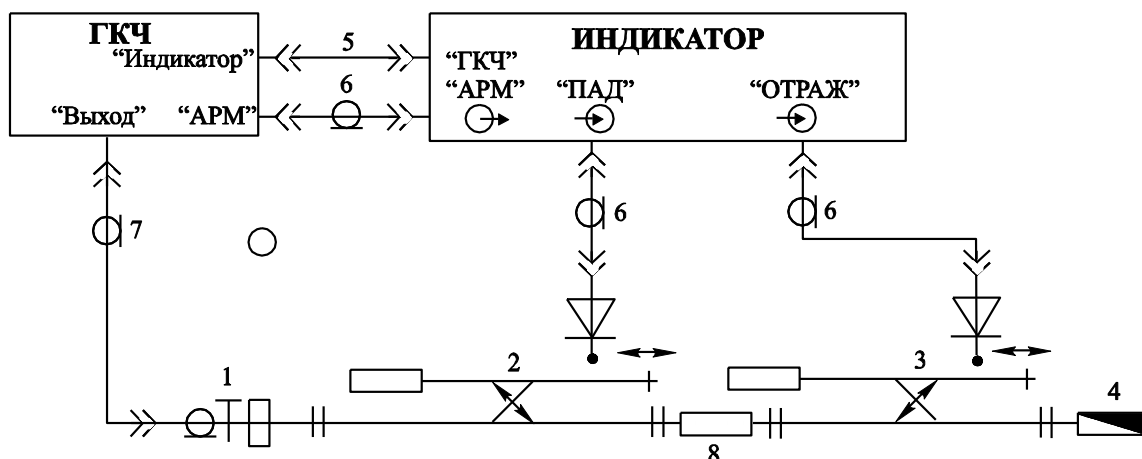 ГКЧ
ИНДИКАТОР
“Индикатор”
5
“ГКЧ”
6
“АРМ”
“ПАД”
“ОТРАЖ”
“Выход”
“АРМ”
7
6
6
1
2
3
4
8